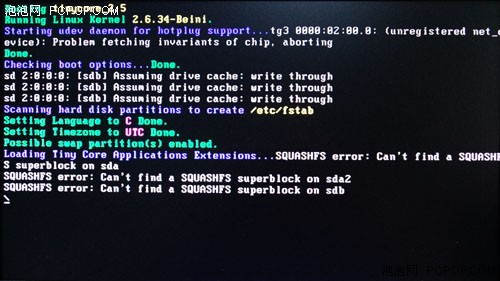 泡泡网 PCPOP.COM
Running Linux Kernel 2.6.34-Beini.
Starting udev daemon for hotplug support...tg3 0000:02:00.0: (unregistered net_d
evice): Problem fetching invariants of chip, aborting
Done.
Checking boot options...Done.
sd 2:0:0:0: [sdb] Assuming drive cache: write through
sd 2:0:0:0: [sdb] Assuming drive cache: write through
sd 2:0:0:0: [sdb] Assuming drive cache: write through
Scanning hard disk partitions to create /etc/fstab
Setting Language to C Done.
Setting Timezone to UTC Done.
Possible swap partition(s) enabled.
Loading Tiny Core Applications Extensions...SQUASHFS error: Can't find a SQUASHF
S superblock on sda
SQUASHFS error: Can't find a SQUASHFS superblock on sda2
SQUASHFS error: Can't find a SQUASHFS superblock on sdb
泡泡网 PCPOP.COM